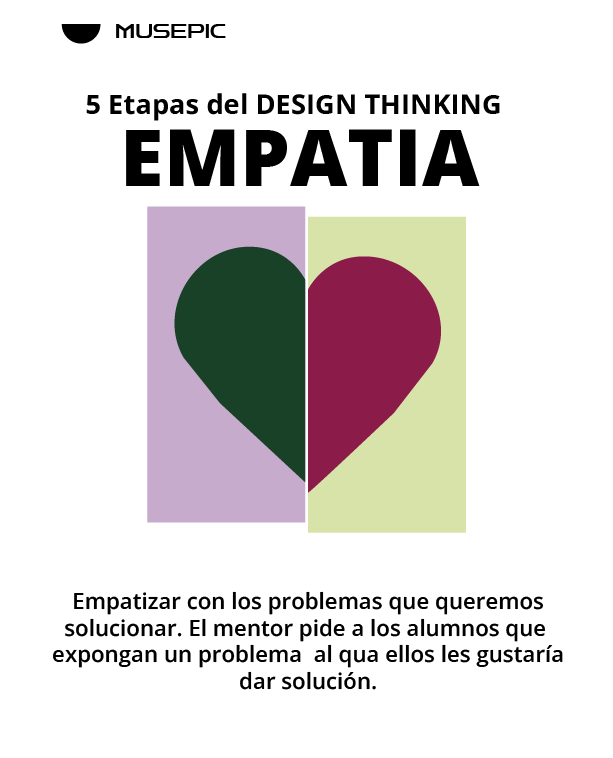 MUSEPIC
5 Etapas del DESIGN THINKING
EMPATIA
Empatizar con los problemas que queremos
solucionar. El mentor pide a los alumnos que
expongan un problema al qua ellos les gustaría
dar solución.